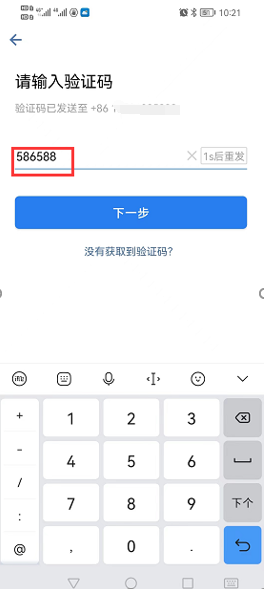 10:21
请输入验证码
验证码已发送至 +86
586588
1s后重发
下一步
没有获取到验证码?
+ 1 2 3
- 4 5 6
/ 7 8 9 下个
:
@ , 0 .